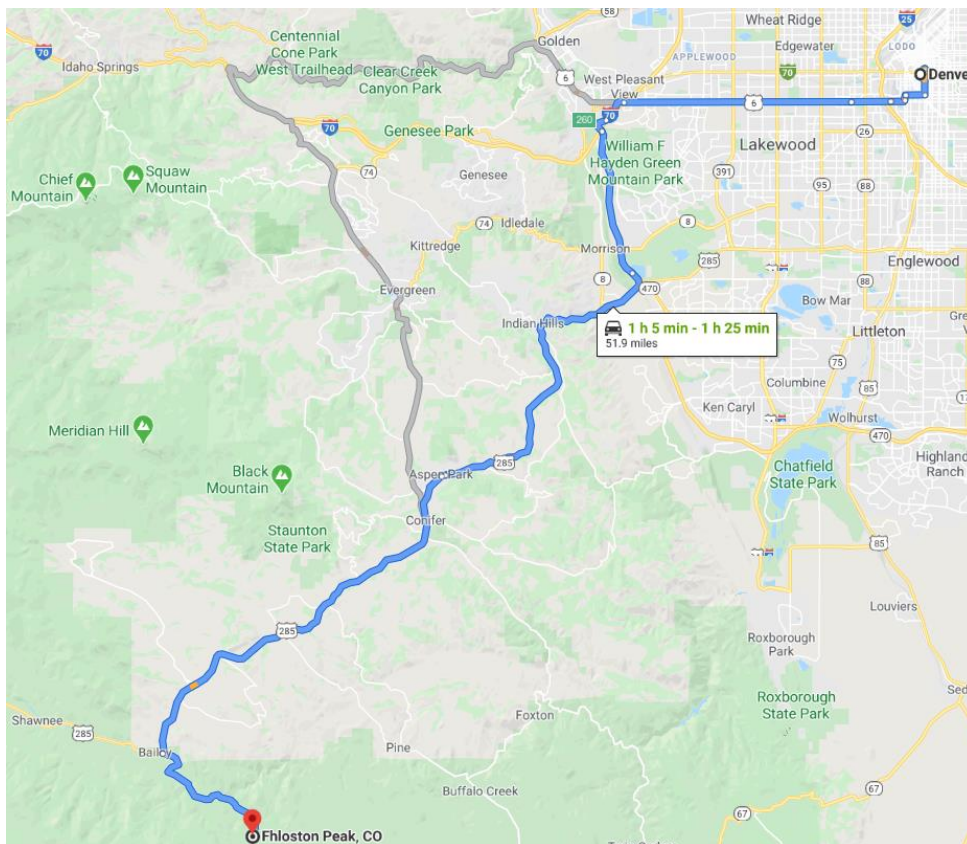 58
Wheat Ridge
25
70
Centennial
Cone Park
West Trailhead
Golden
APPLEWOOD
Edgewater
LODO
Idaho Springs
Clear Creek
Canyon Park
6
West Pleasant
View
70
Denve
70
260
70
6
Genesee Park
26
William F
Hayden Green
Mountain Park
Lakewood
Chief
Mountain
Squaw
Mountain
74
Genesee
391
95
88
74
Idledale
8
8
Kittredge
Morrison
285
Englewood
Evergreen
8
470
Bow Mar
Indian Hills
1 h 5 min - 1 h 25 min
51.9 miles
Littleton
Gre
V
75
Columbine
85
Ken Caryl
Wolhurst
17
Meridian Hill
470
Highland
Ranch
Black
Mountain
Aspen Park
285
Chatfield
State Park
Conifer
Staunton
State Park
85
Louviers
285
Roxborough
Park
Roxborough
State Park
Sed
Shawnee
Foxton
285
Bailey
Pine
Buffalo Creek
67
67
Fhloston Peak, CO